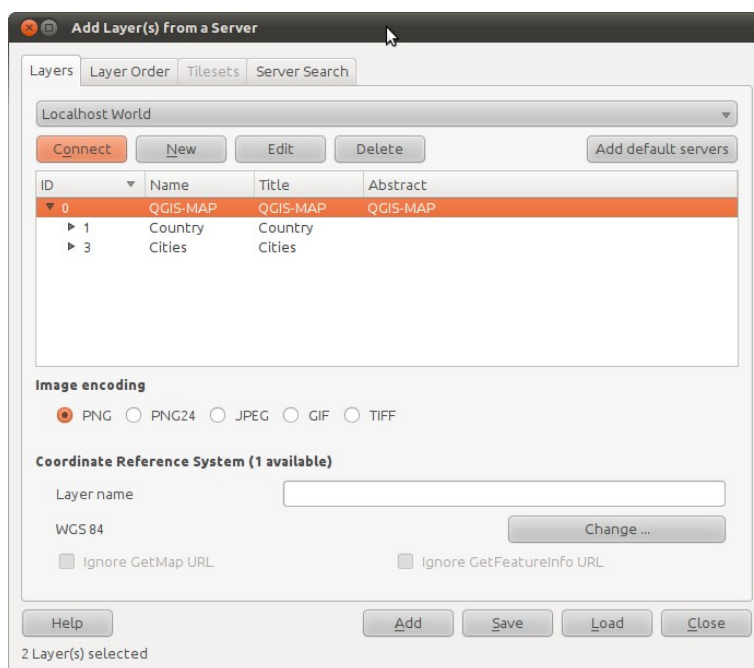 Add Layer(s) from a Server
Layers Layer Order Tilesets Server Search
Localhost World
Connect New Edit Delete Add default servers
ID Name Title Abstract
0 QGIS-MAP QGIS-MAP QGIS-MAP
1 Country Country
3 Cities Cities
Image encoding
PNG PNG24 JPEG GIF TIFF
Coordinate Reference System (1 available)
Layer name
WGS 84 Change ...
Ignore GetMap URL Ignore GetFeatureInfo URL
Help Add Save Load Close
2 Layer(s) selected